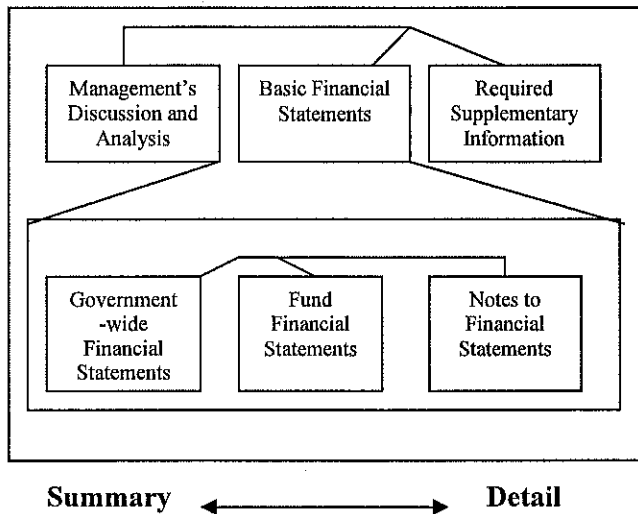 Management's
Discussion and
Analysis
Basic Financial
Statements
Required
Supplementary
Information
Government
-wide
Financial
Statements
Fund
Financial
Statements
Notes to
Financial
Statements
Summary Detail